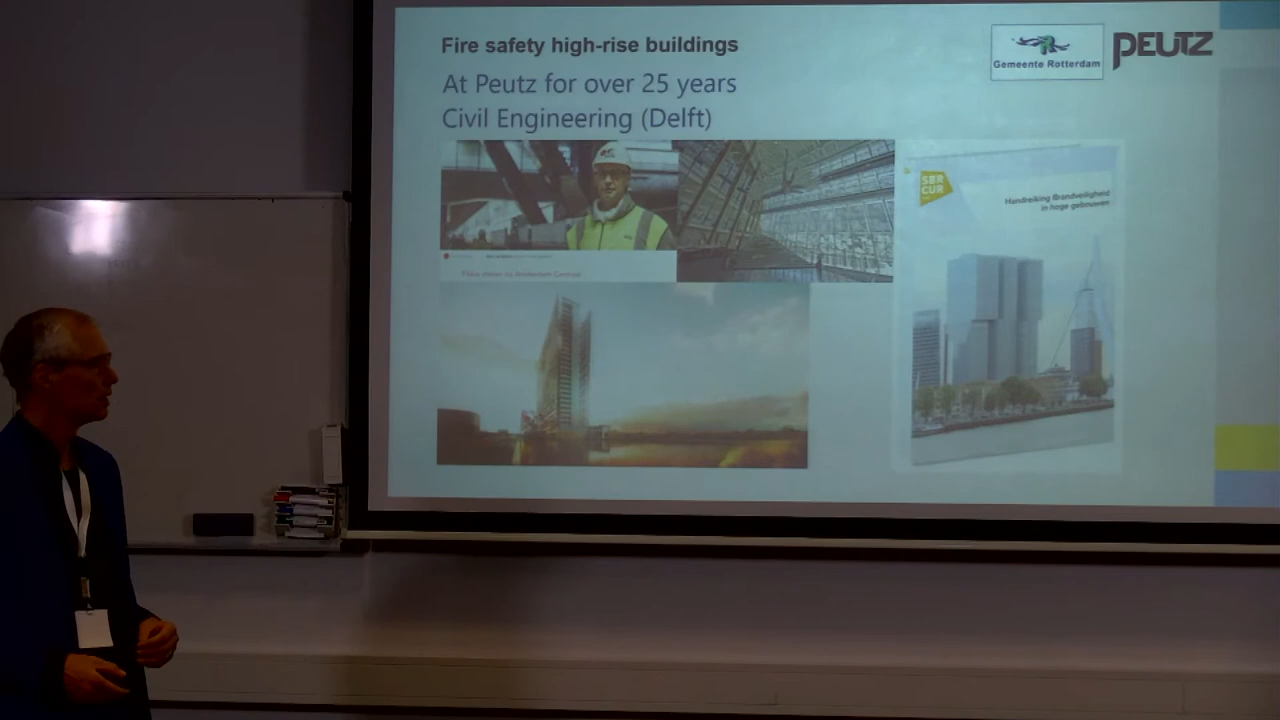 Fire safety high-rise buildings
At Peutz for over 25 years
Civil Engineering (Delft)
Gemeente Rotterdam
PEUTZ
SBR
CUR
Handreiking Brandveiligheid
in hoge gebouwen